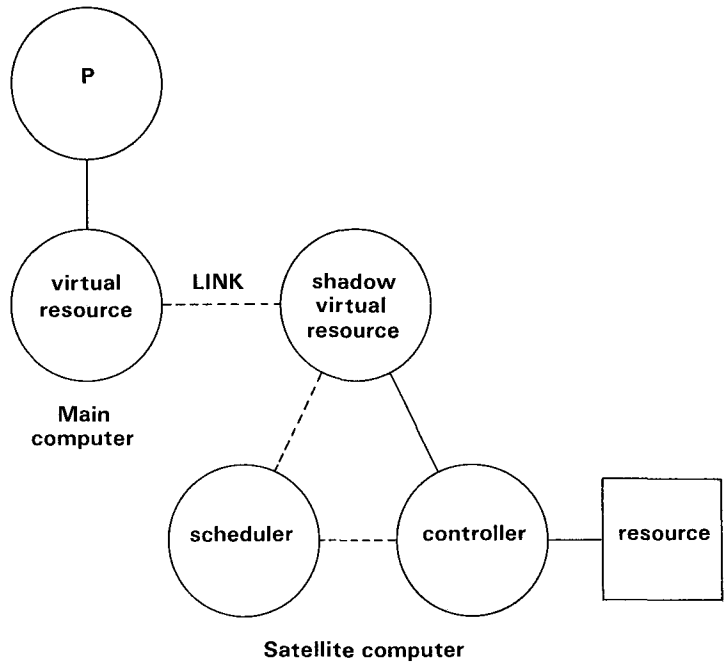 P
virtual
resource
LINK
shadow
virtual
resource
Main
computer
scheduler
controller
resource
Satellite computer